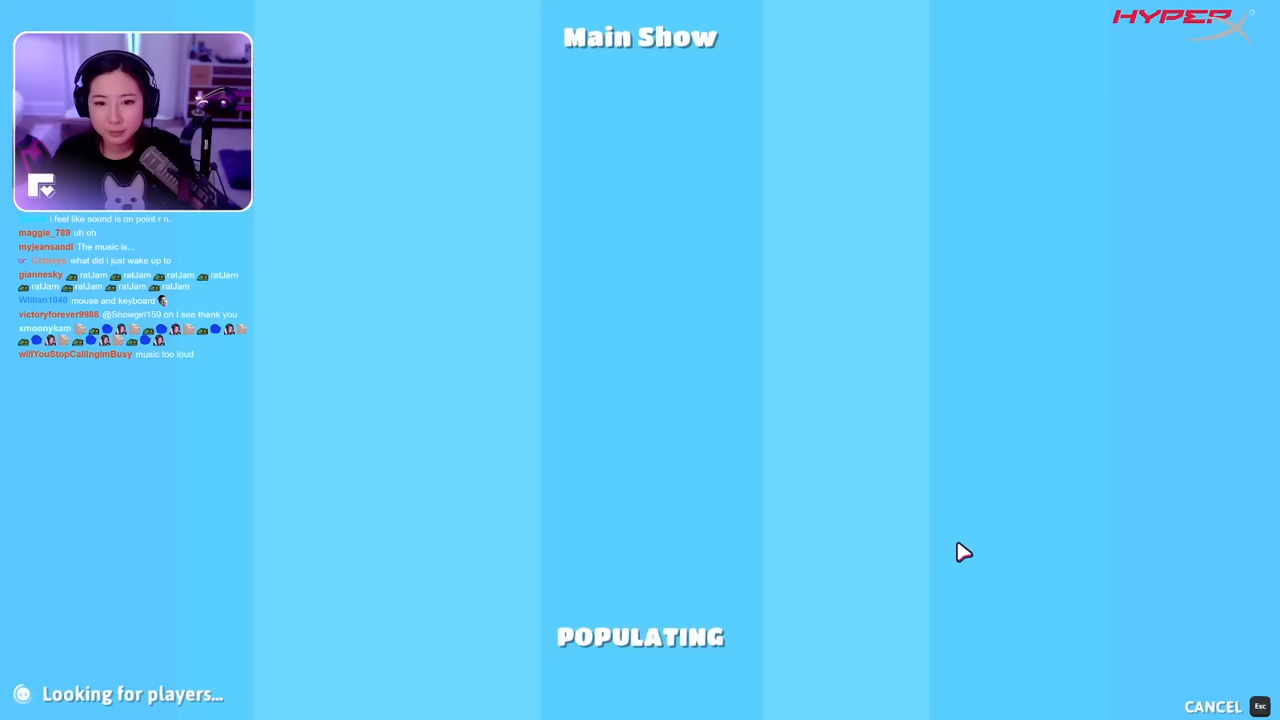 Main Show
HYPERX
i feel like sound is on point r n.
maggie_789 uh oh
myjeansandi The music is...
what did i just wake up to
giannesky ratJam ratJam ratJam ratJam
ratJam ratJam ratJam ratJam
Willian1040 mouse and keyboard
victoryforever9988 @Snowgirl159 oh I see thank you
xmoonykam
willYouStopCallingImBusy music too loud
POPULATING
Looking for players...
CANCEL Esc